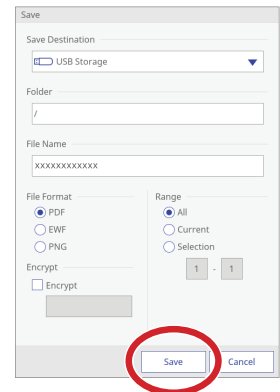 Save
Save Destination
USB Storage
Folder
/
File Name
xxxxxxxxxxxx
File Format
PDF
EWF
PNG
Encrypt
Encrypt
Range
All
Current
Selection
1 - 1
Save Cancel